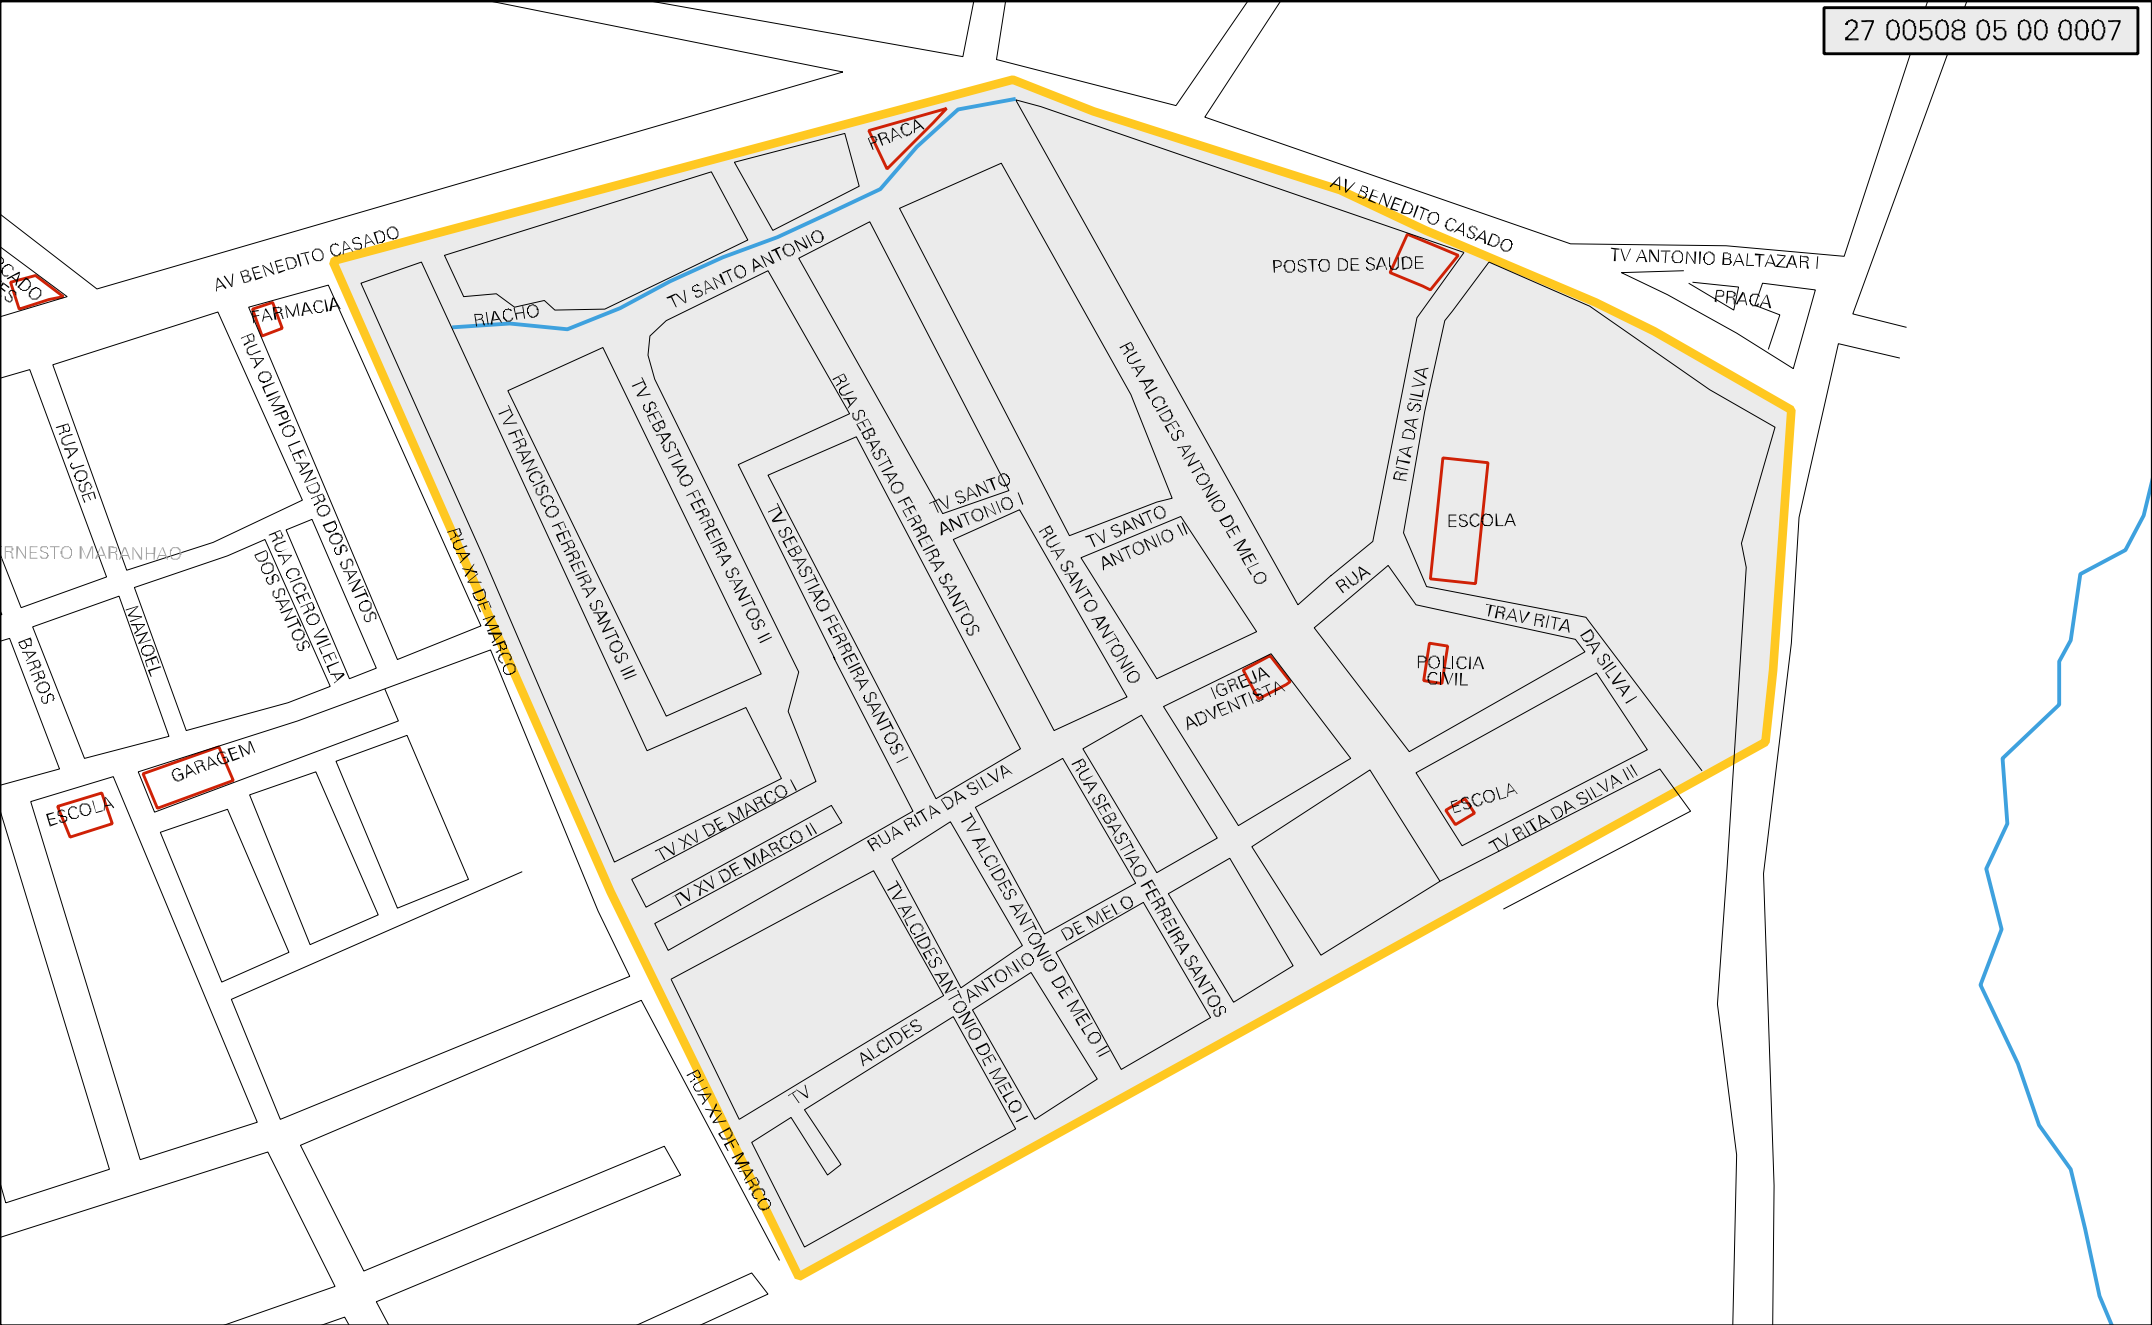 27 00508 05 00 0007
PRACA
AV BENEDITO CASADO
AV BENEDITO CASADO
TV ANTONIO BALTAZAR I
PRACA
POSTO DE SAUDE
TV SANTO ANTONIO
RIACHO
FARMACIA
RUA OLIMPIO LEANDRO DOS SANTOS
RUA JOSE
RUA ALCIDES ANTONIO DE MELO
RITA DA SILVA
RUA SEBASTIAO FERREIRA SANTOS
TV SEBASTIAO FERREIRA SANTOS II
TV FRANCISCO FERREIRA SANTOS III
TV SANTO
ANTONIO I
TV SANTO
ANTONIO II
ESCOLA
RUA XV DE MARCO
TV SEBASTIAO FERREIRA SANTOS I
RUA SANTO ANTONIO
RNESTO MARANHAO
RUA CICERO VILELA
DOS SANTOS
MANOEL
BARROS
RUA
TRAV RITA
DA SILVA I
POLICIA
CIVIL
IGREJA
ADVENTISTA
GARAGEM
ESCOLA
TV XV DE MARCO I
TV XV DE MARCO II
RUA RITA DA SILVA
RUA SEBASTIAO FERREIRA SANTOS
ESCOLA
TV RITA DA SILVA III
TV ALCIDES ANTONIO DE MELO II
TV ALCIDES ANTONIO DE MELO I
TV ALCIDES ANTONIO DE MELO
RUA XV DE MARCO